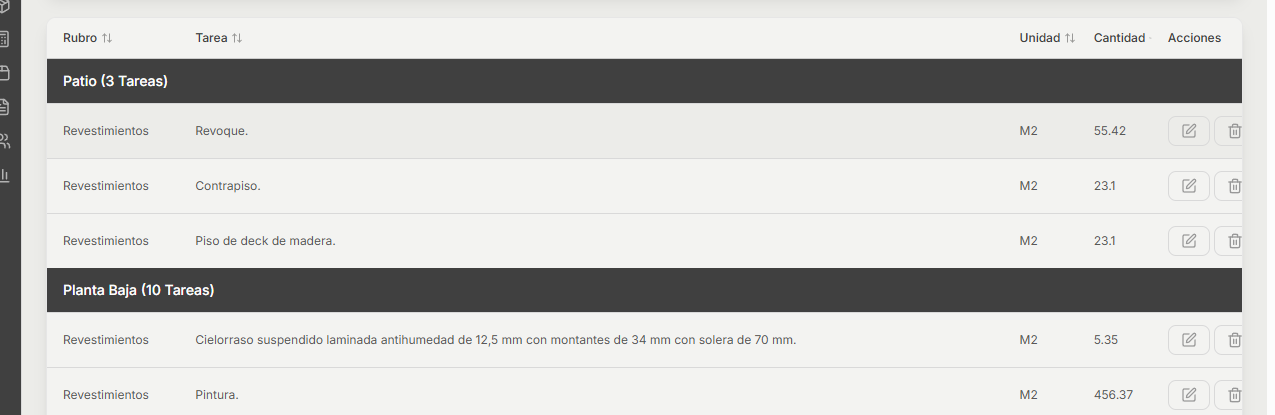 Rubro Tarea Unidad Cantidad Acciones
Patio (3 Tareas)
Revestimientos Revoque. M2 55.42
Revestimientos Contrapiso. M2 23.1
Revestimientos Piso de deck de madera. M2 23.1
Planta Baja (10 Tareas)
Revestimientos Cielorraso suspendido laminada antihumedad de 12,5 mm con montantes de 34 mm con solera de 70 mm. M2 5.35
Revestimientos Pintura. M2 456.37